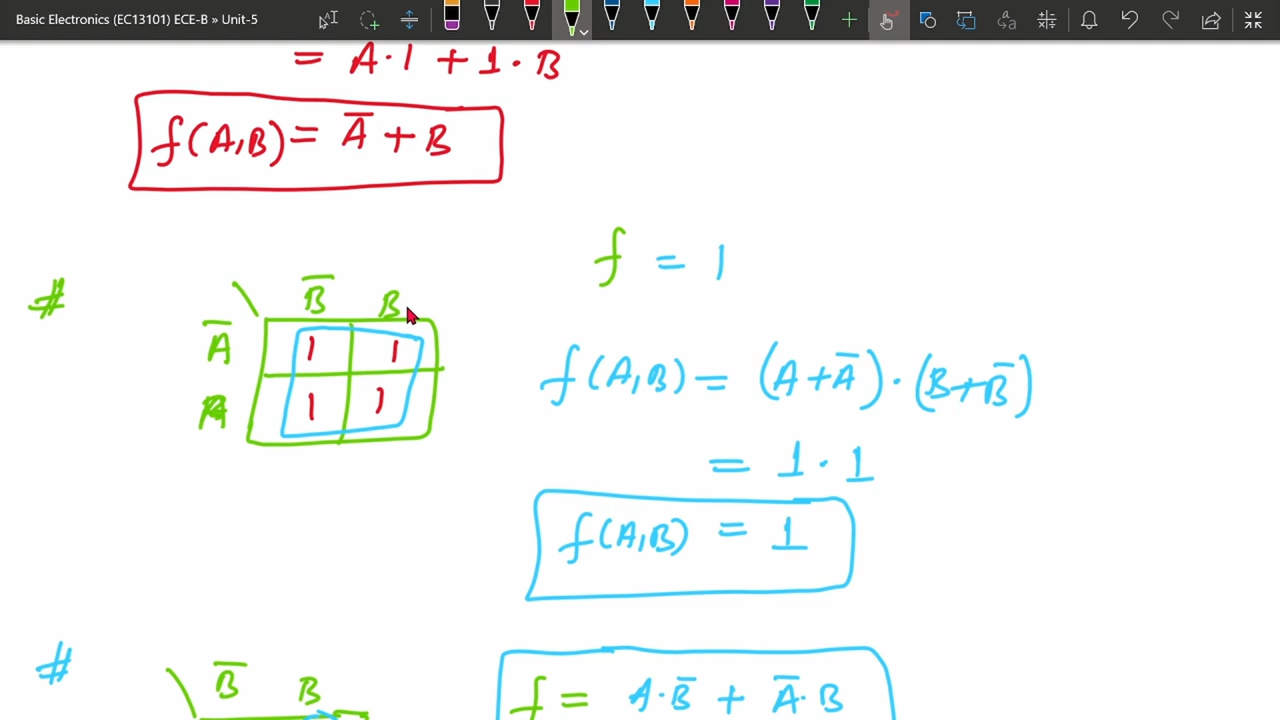 Basic Electronics (EC13101) ECE-B » Unit-5
= A·1 + 1·B
f(A,B) = A̅ + B
f = 1
#
B̅ B
A̅ 1 1
A 1 1
f(A,B) = (A+A̅)·(B+B̅)
= 1·1
f(A,B) = 1
#
B̅ B
f = A·B̅ + A̅·B